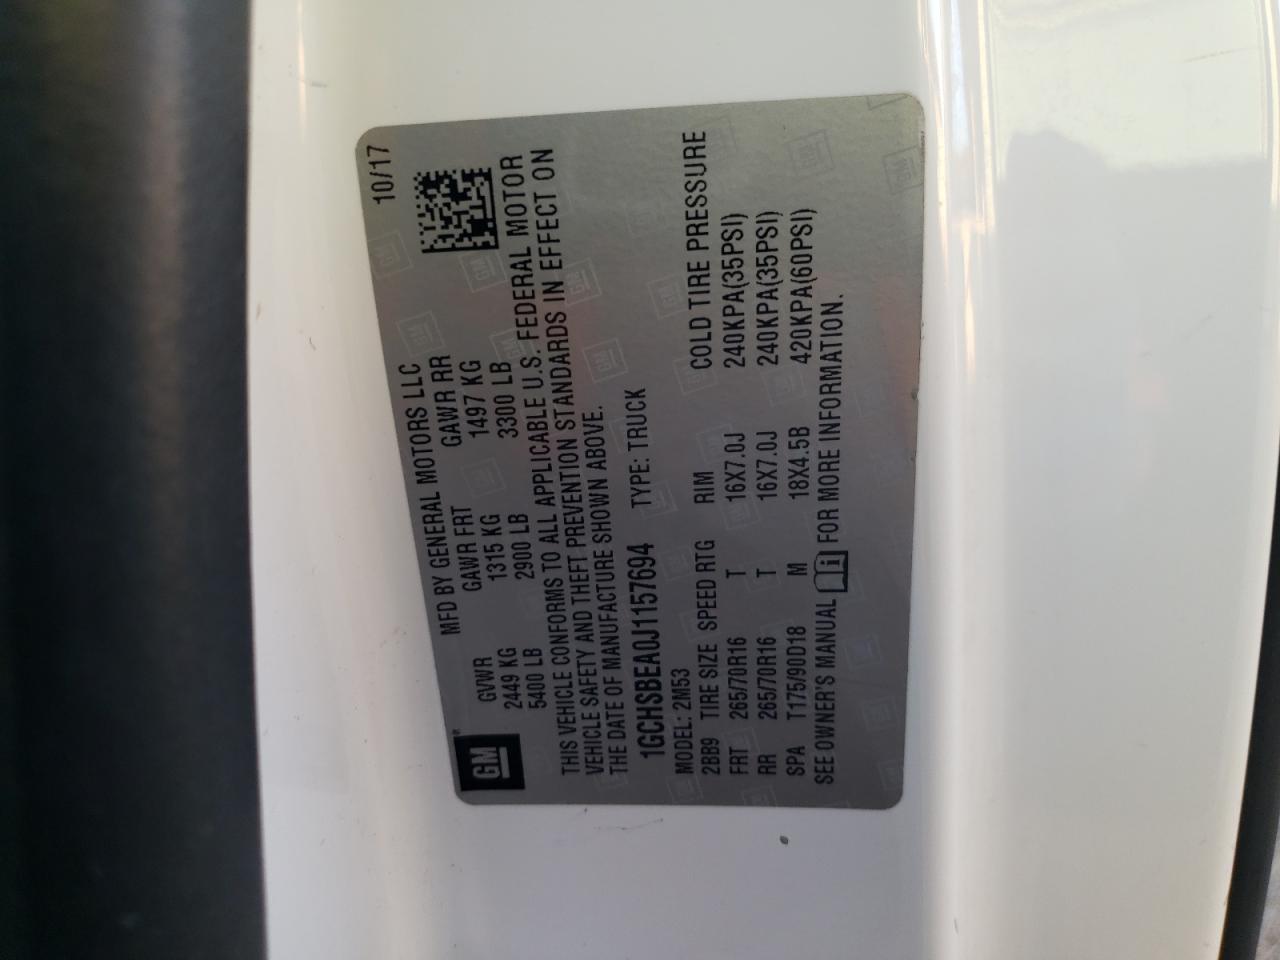 10/17
MFD BY GENERAL MOTORS LLC
GM
GVWR GAWR FRT GAWR RR
2449 KG 1315 KG 1497 KG
5400 LB 2900 LB 3300 LB
THIS VEHICLE CONFORMS TO ALL APPLICABLE U.S. FEDERAL MOTOR
VEHICLE SAFETY AND THEFT PREVENTION STANDARDS IN EFFECT ON
THE DATE OF MANUFACTURE SHOWN ABOVE.
1GCHSBEA0J1157694 TYPE: TRUCK
MODEL: 2M53
2BB9 TIRE SIZE SPEED RTG RIM COLD TIRE PRESSURE
FRT 265/70R16 T 16X7.0J 240KPA(35PSI)
RR 265/70R16 T 16X7.0J 240KPA(35PSI)
SPA T175/90D18 M 18X4.5B 420KPA(60PSI)
SEE OWNER'S MANUAL i FOR MORE INFORMATION.